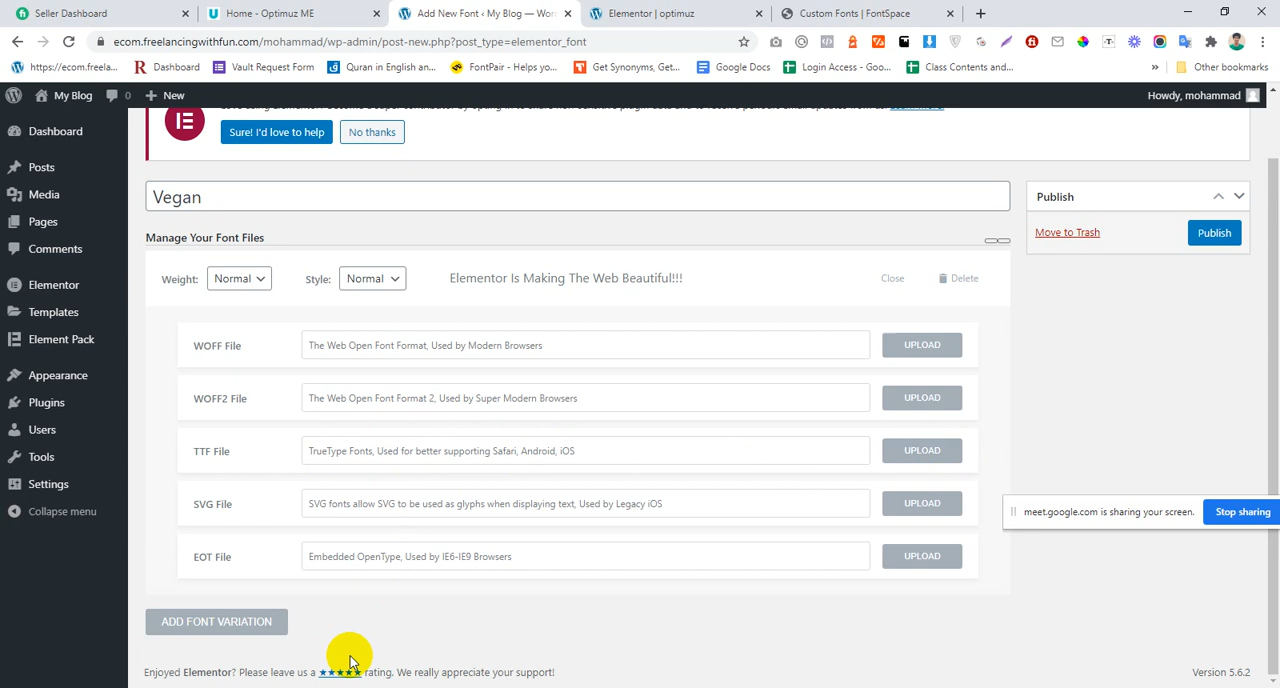 Seller Dashboard
Home - Optimuz ME
Add New Font ‹ My Blog — Wor
Elementor | optimuz
Custom Fonts | FontSpace
ecom.freelancingwithfun.com/mohammad/wp-admin/post-new.php?post_type=elementor_font
https://ecom.freela...
Dashboard
Vault Request Form
Quran in English an...
FontPair - Helps yo...
Get Synonyms, Get...
Google Docs
Login Access - Goo...
Class Contents and...
»
Other bookmarks
My Blog
0
New
Howdy, mohammad
Sure! I'd love to help
No thanks
Dashboard
Posts
Media
Pages
Comments
Elementor
Templates
Element Pack
Appearance
Plugins
Users
Tools
Settings
Collapse menu
Vegan
Publish
Move to Trash
Publish
Manage Your Font Files
Weight:
Normal
Style:
Normal
Elementor Is Making The Web Beautiful!!!
Close
Delete
WOFF File
The Web Open Font Format, Used by Modern Browsers
UPLOAD
WOFF2 File
The Web Open Font Format 2, Used by Super Modern Browsers
UPLOAD
TTF File
TrueType Fonts, Used for better supporting Safari, Android, iOS
UPLOAD
SVG File
SVG fonts allow SVG to be used as glyphs when displaying text, Used by Legacy iOS
UPLOAD
meet.google.com is sharing your screen.
Stop sharing
EOT File
Embedded OpenType, Used by IE6-IE9 Browsers
UPLOAD
ADD FONT VARIATION
Enjoyed Elementor? Please leave us a ★★★★★ rating. We really appreciate your support!
Version 5.6.2